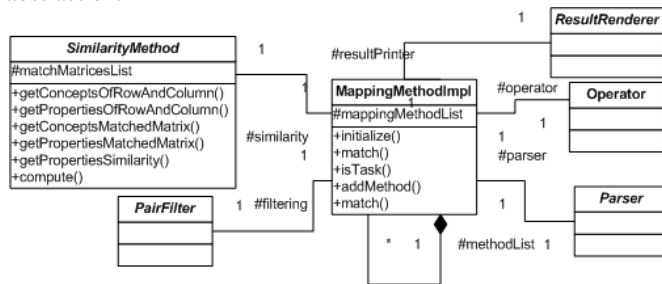 SimilarityMethod
#matchMatricesList
+getConceptsOfRowAndColumn()
+getPropertiesOfRowAndColumn()
+getConceptsMatchedMatrix()
+getPropertiesMatchedMatrix()
+getPropertiesSimilarity()
+compute()
1
1
#similarity
1
#resultPrinter
1
ResultRenderer
MappingMethodImpl
1
#mappingMethodList
+initialize()
+match()
+isTask()
+addMethod()
+match()
#operator
Operator
1
1
#parser
1
Parser
1
PairFilter
1
#filtering
*
1
#methodList